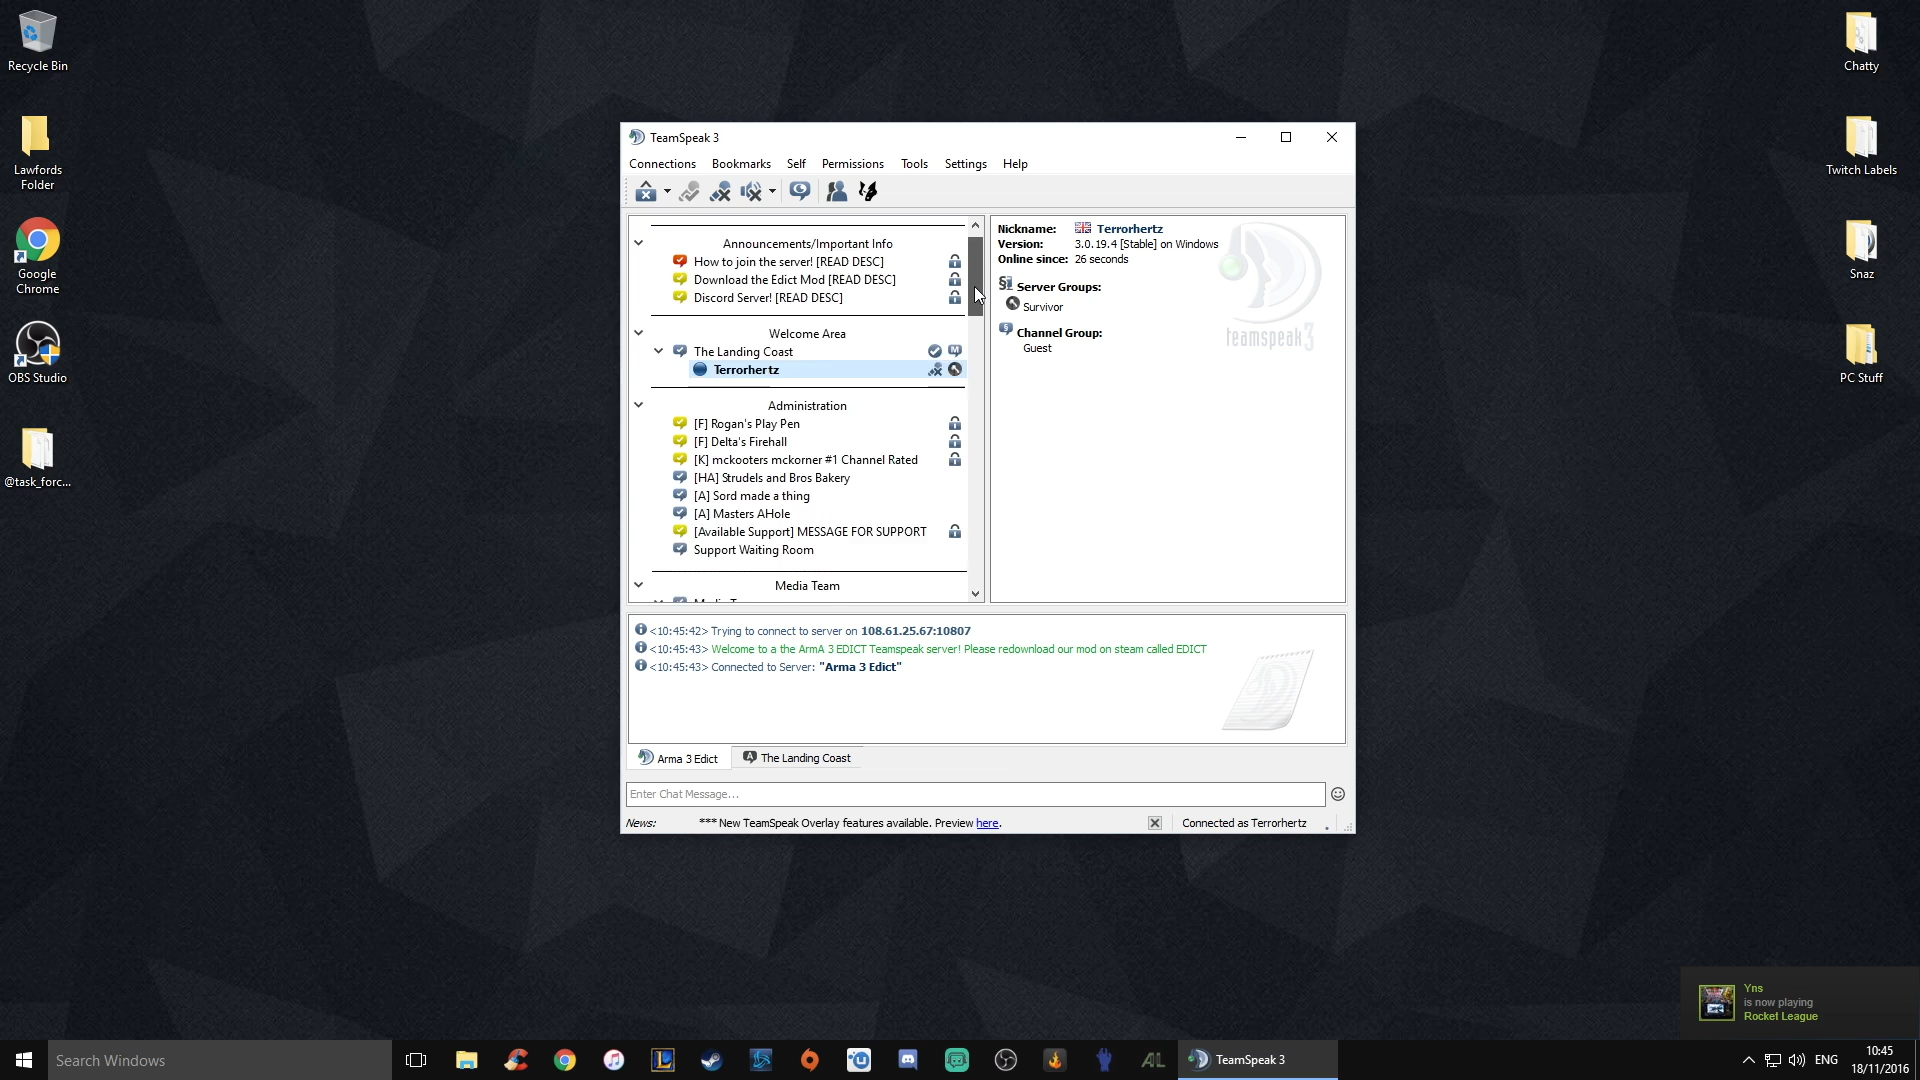 Recycle Bin
Lawfords
Folder
Google
Chrome
OBS Studio
@task_forc...
Chatty
Twitch Labels
Snaz
PC Stuff
TeamSpeak 3
Connections Bookmarks Self Permissions Tools Settings Help
Announcements/Important Info
How to join the server! [READ DESC]
Download the Edict Mod [READ DESC]
Discord Server! [READ DESC]
Welcome Area
The Landing Coast
Terrorhertz
Administration
[F] Rogan's Play Pen
[F] Delta's Firehall
[K] mckooters mckorner #1 Channel Rated
[HA] Strudels and Bros Bakery
[A] Sord made a thing
[A] Masters AHole
[Available Support] MESSAGE FOR SUPPORT
Support Waiting Room
Media Team
Nickname: Terrorhertz
Version: 3.0.19.4 [Stable] on Windows
Online since: 26 seconds
Server Groups:
Survivor
Channel Group:
Guest
teamspeak3
<10:45:42> Trying to connect to server on 108.61.25.67:10807
<10:45:43> Welcome to a the ArmA 3 EDICT Teamspeak server! Please redownload our mod on steam called EDICT
<10:45:43> Connected to Server: "Arma 3 Edict"
Arma 3 Edict The Landing Coast
Enter Chat Message...
News: *** New TeamSpeak Overlay features available. Preview here. Connected as Terrorhertz
Yns
is now playing
Rocket League
Search Windows
AL
TeamSpeak 3
ENG
10:45
18/11/2016